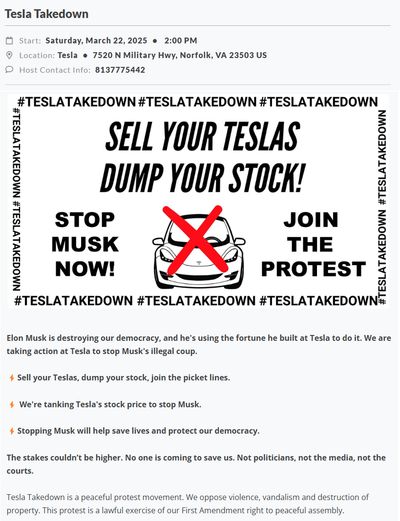 Tesla Takedown
Start: Saturday, March 22, 2025 • 2:00 PM
Location: Tesla • 7520 N Military Hwy, Norfolk, VA 23503 US
Host Contact Info: 8137775442
#TESLATAKEDOWN #TESLATAKEDOWN #TESLATAKEDOWN
#TESLATAKEDOWN #TESLATAKEDOWN
SELL YOUR TESLAS
DUMP YOUR STOCK!
STOP
MUSK
NOW!
JOIN
THE
PROTEST
#TESLATAKEDOWN #TESLATAKEDOWN
#TESLATAKEDOWN #TESLATAKEDOWN #TESLATAKEDOWN
Elon Musk is destroying our democracy, and he's using the fortune he built at Tesla to do it. We are
taking action at Tesla to stop Musk's illegal coup.
⚡Sell your Teslas, dump your stock, join the picket lines.
⚡ We're tanking Tesla's stock price to stop Musk.
⚡ Stopping Musk will help save lives and protect our democracy.
The stakes couldn't be higher. No one is coming to save us. Not politicians, not the media, not the
courts.
Tesla Takedown is a peaceful protest movement. We oppose violence, vandalism and destruction of
property. This protest is a lawful exercise of our First Amendment right to peaceful assembly.